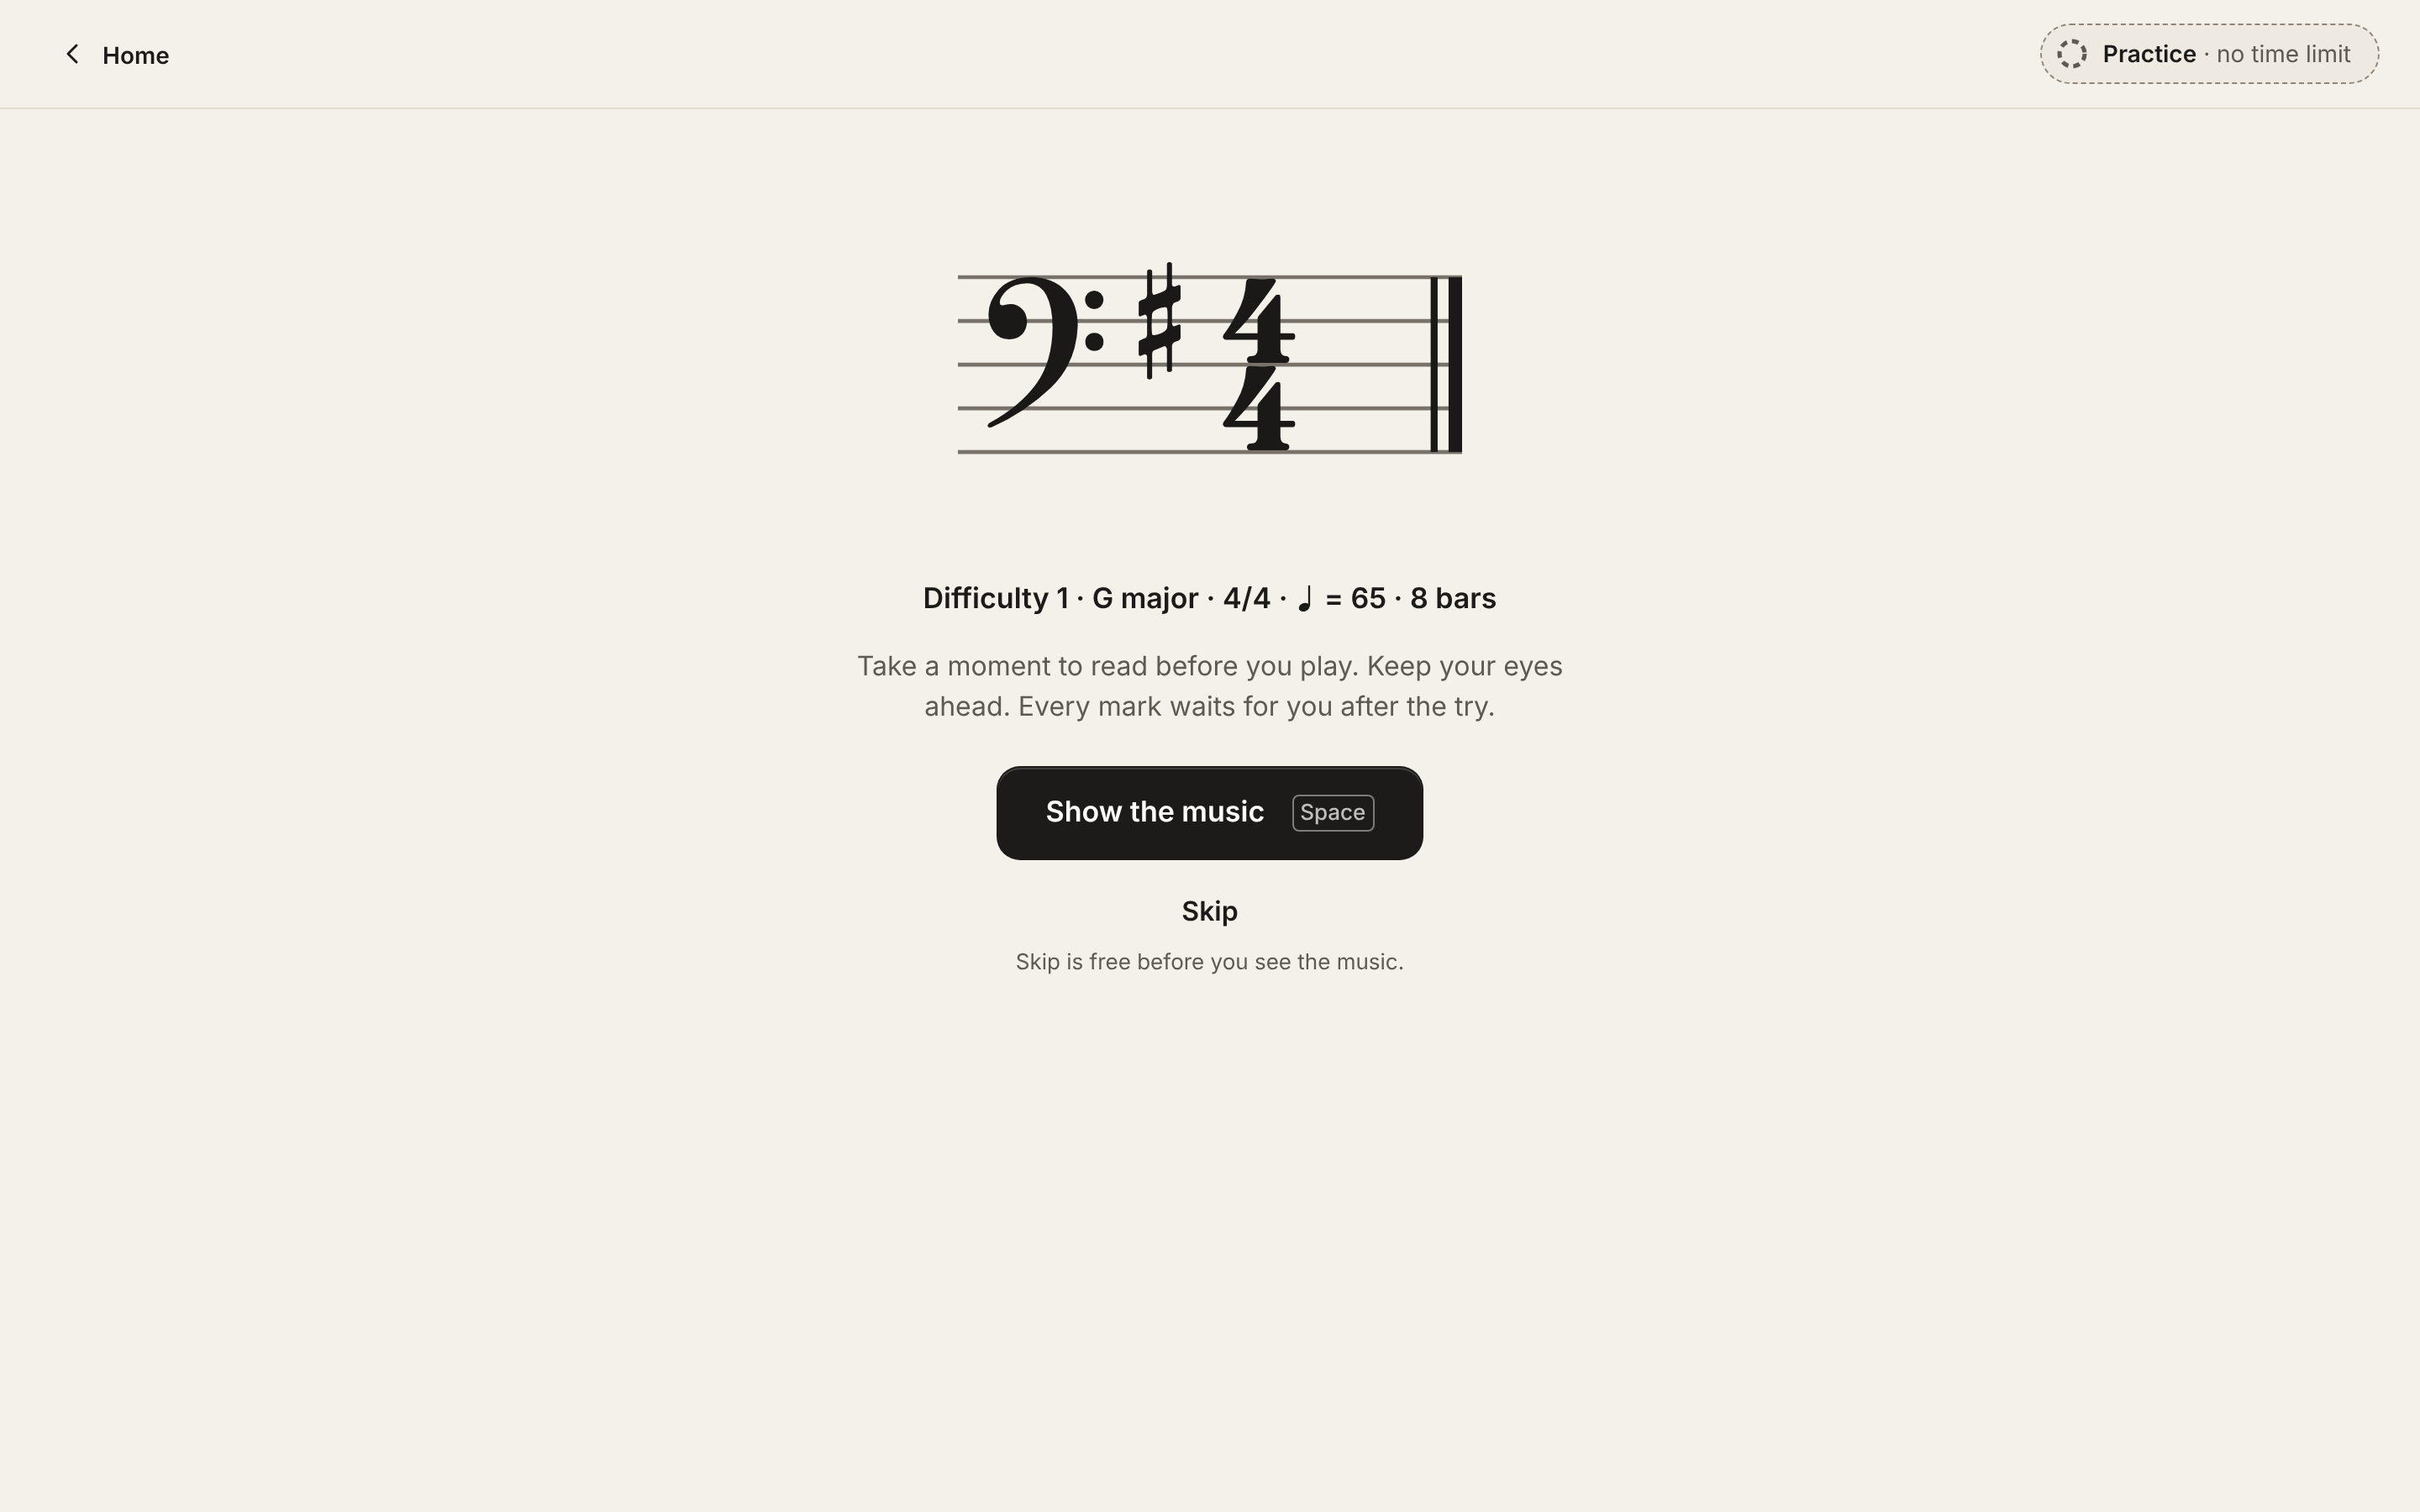 Home
Practice · no time limit
Difficulty 1 · G major · 4/4 · ♩ = 65 · 8 bars
Take a moment to read before you play. Keep your eyes
ahead. Every mark waits for you after the try.
Show the music Space
Skip
Skip is free before you see the music.